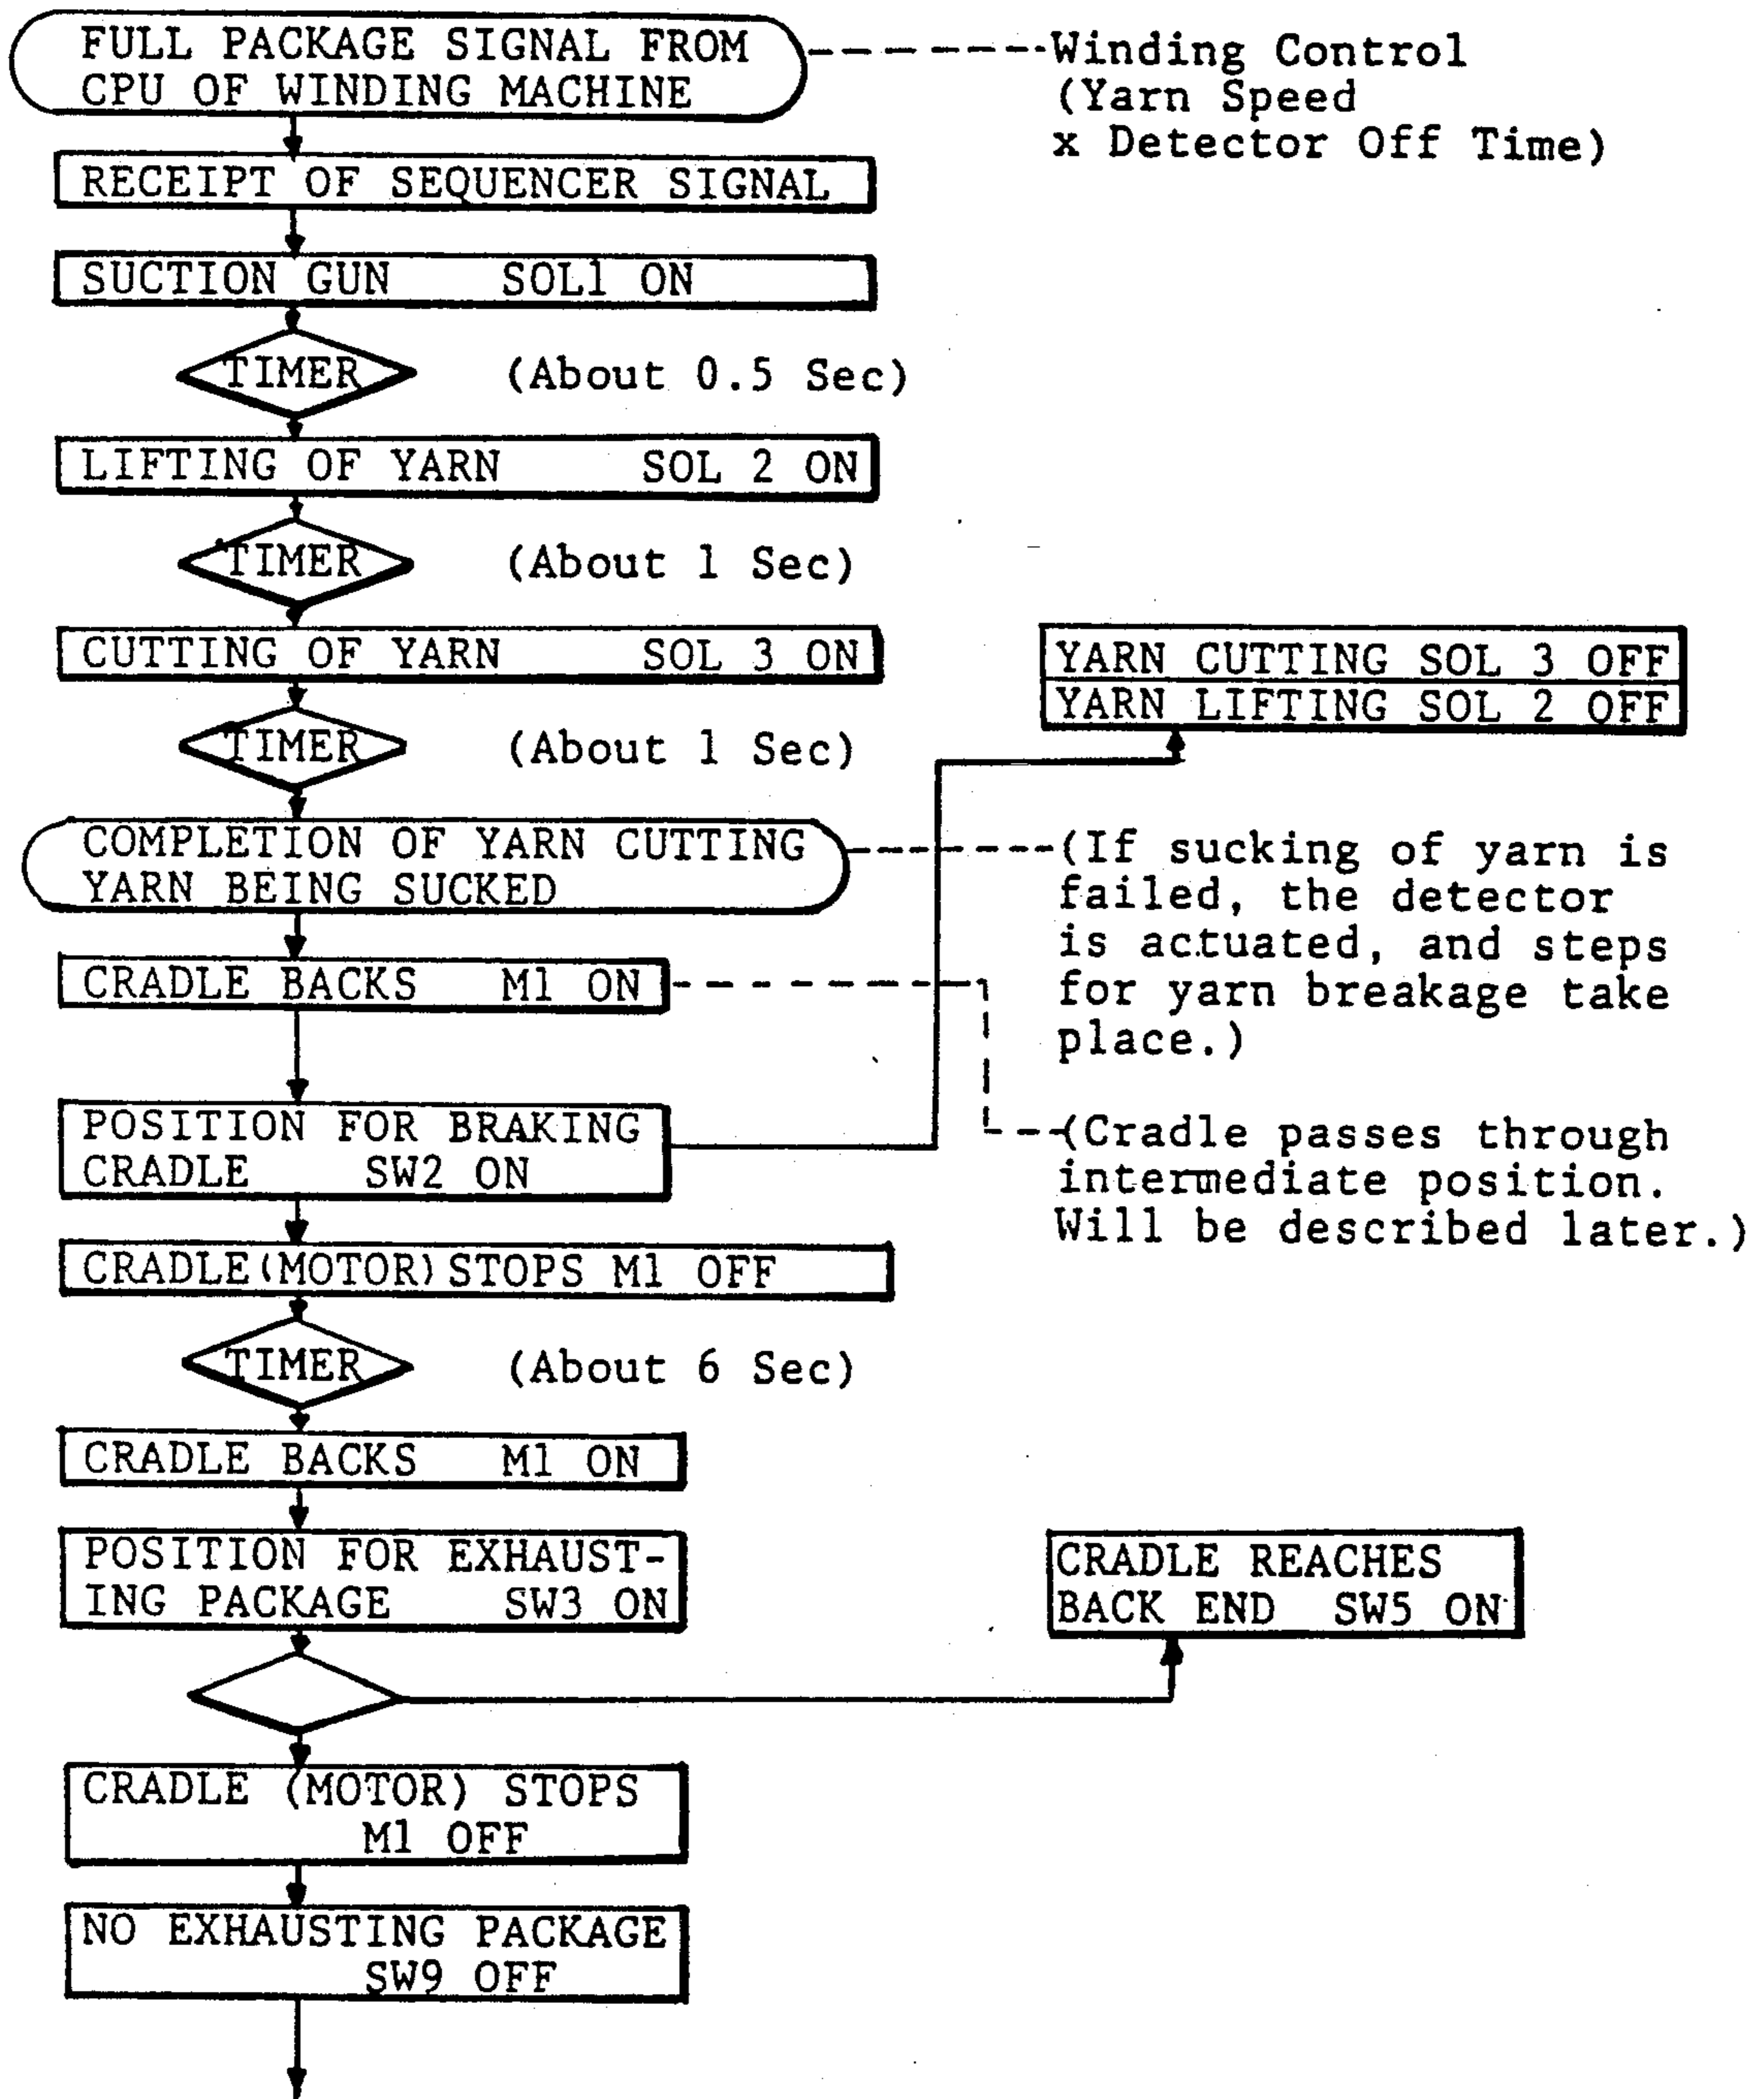 FULL PACKAGE SIGNAL FROM
CPU OF WINDING MACHINE
Winding Control
(Yarn Speed
x Detector Off Time)
RECEIPT OF SEQUENCER SIGNAL
SUCTION GUN SOL1 ON
TIMER (About 0.5 Sec)
LIFTING OF YARN SOL 2 ON
TIMER (About 1 Sec)
CUTTING OF YARN SOL 3 ON
YARN CUTTING SOL 3 OFF
YARN LIFTING SOL 2 OFF
TIMER (About 1 Sec)
COMPLETION OF YARN CUTTING
YARN BEING SUCKED
(If sucking of yarn is
failed, the detector
is actuated, and steps
for yarn breakage take
place.)
CRADLE BACKS M1 ON
(Cradle passes through
intermediate position.
Will be described later.)
POSITION FOR BRAKING
CRADLE SW2 ON
CRADLE(MOTOR) STOPS M1 OFF
TIMER (About 6 Sec)
CRADLE BACKS M1 ON
POSITION FOR EXHAUST-
ING PACKAGE SW3 ON
CRADLE REACHES
BACK END SW5 ON
CRADLE (MOTOR) STOPS
M1 OFF
NO EXHAUSTING PACKAGE
SW9 OFF